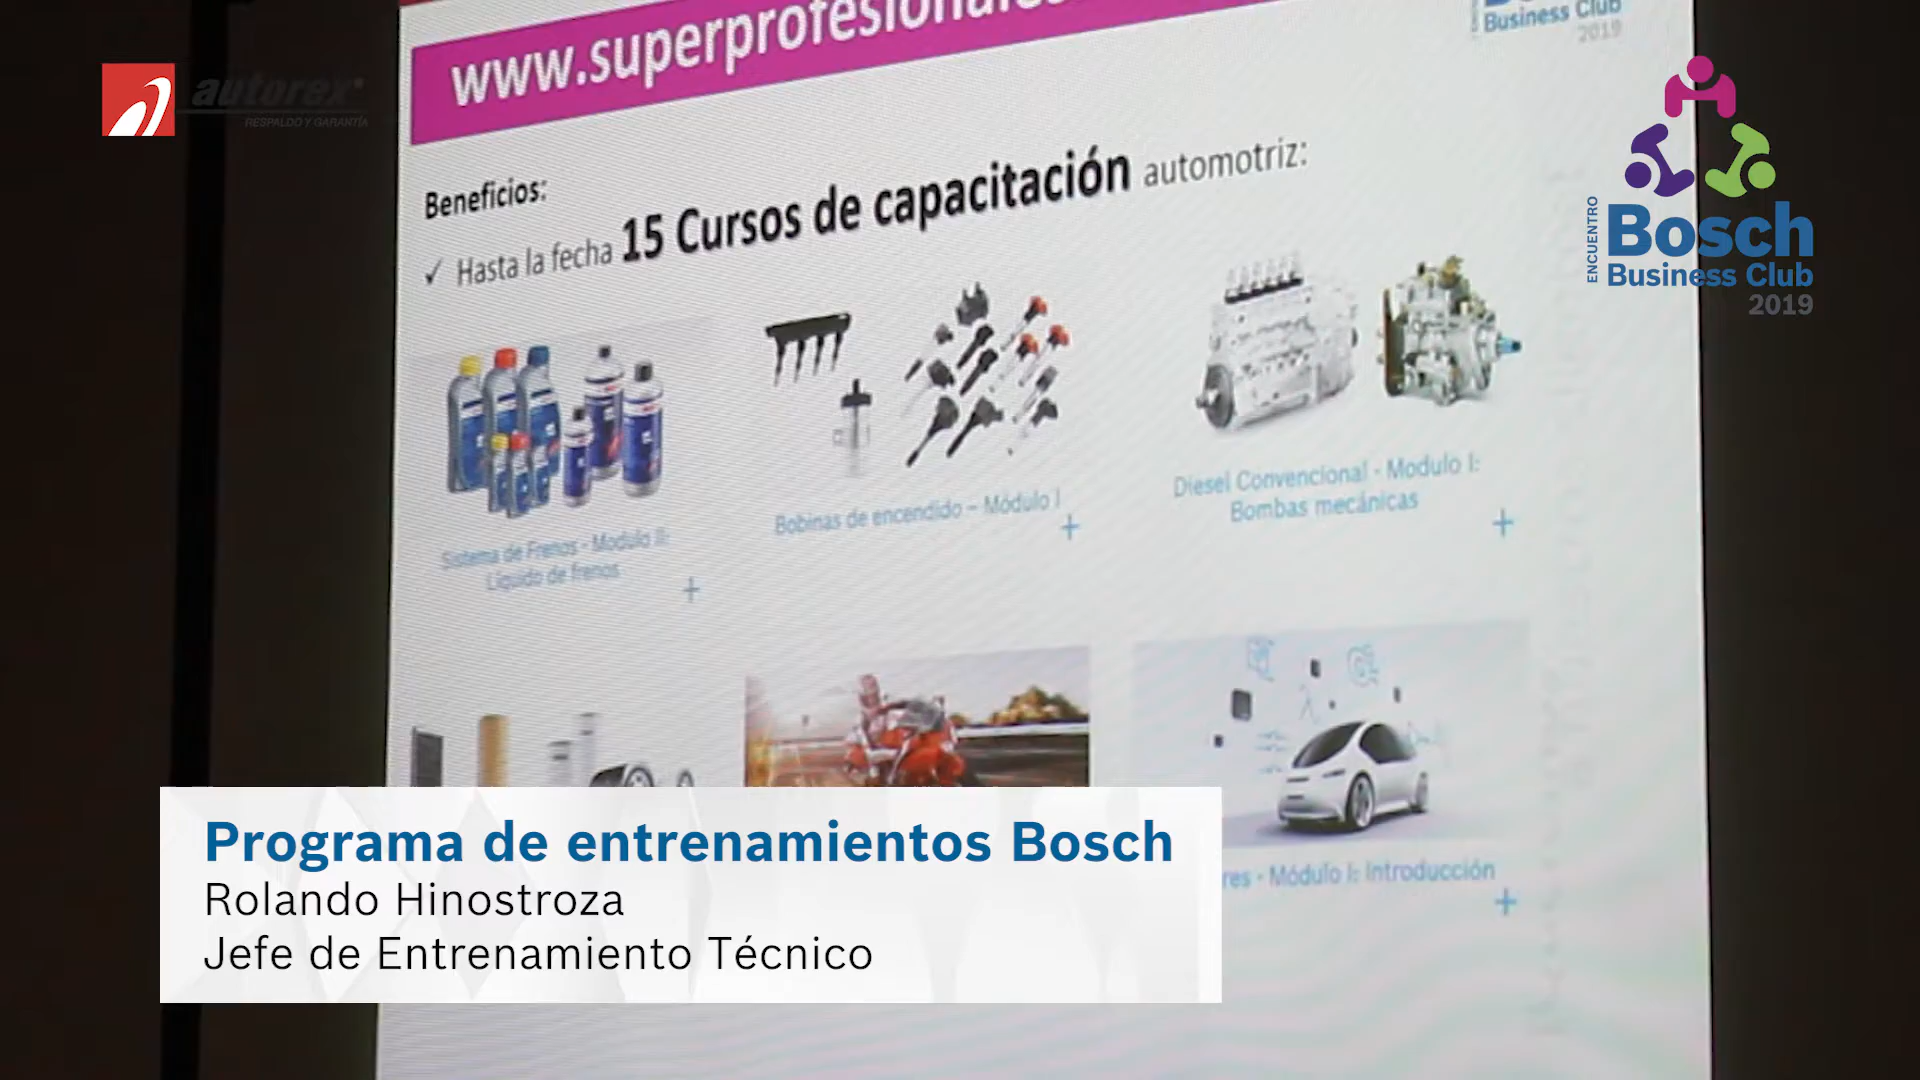 www.superprofesionales
Business Club
2019
autorex
RESPALDO Y GARANTÍA
ENCUENTRO
Bosch
Business Club
2019
Beneficios:
✓ Hasta la fecha 15 Cursos de capacitación automotriz:
Sistema de Frenos - Modulo II:
Líquido de frenos
+
Bobinas de encendido – Módulo I
+
Diesel Convencional - Modulo I:
Bombas mecánicas
+
res - Módulo I: Introducción
+
Programa de entrenamientos Bosch
Rolando Hinostroza
Jefe de Entrenamiento Técnico